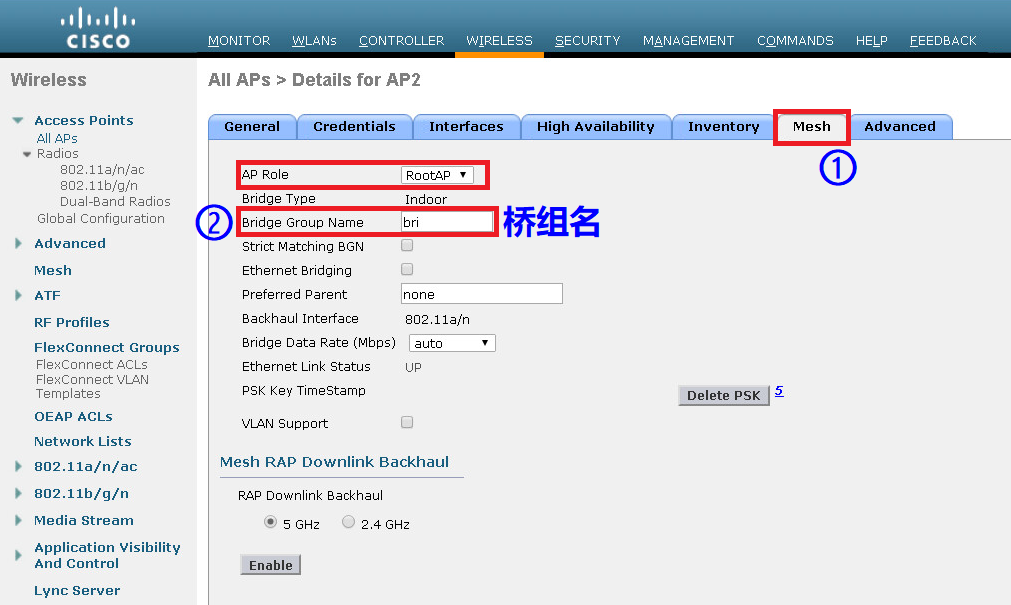 CISCO
MONITOR WLANs CONTROLLER WIRELESS SECURITY MANAGEMENT COMMANDS HELP FEEDBACK
Wireless
Access Points
All APs
Radios
802.11a/n/ac
802.11b/g/n
Dual-Band Radios
Global Configuration
Advanced
Mesh
ATF
RF Profiles
FlexConnect Groups
FlexConnect ACLs
FlexConnect VLAN
Templates
OEAP ACLs
Network Lists
802.11a/n/ac
802.11b/g/n
Media Stream
Application Visibility
And Control
Lync Server
All APs > Details for AP2
General Credentials Interfaces High Availability Inventory Mesh Advanced
①
AP Role RootAP
Bridge Type Indoor
② Bridge Group Name bri 桥组名
Strict Matching BGN
Ethernet Bridging
Preferred Parent none
Backhaul Interface 802.11a/n
Bridge Data Rate (Mbps) auto
Ethernet Link Status UP
PSK Key TimeStamp Delete PSK 5
VLAN Support
Mesh RAP Downlink Backhaul
RAP Downlink Backhaul
5 GHz 2.4 GHz
Enable